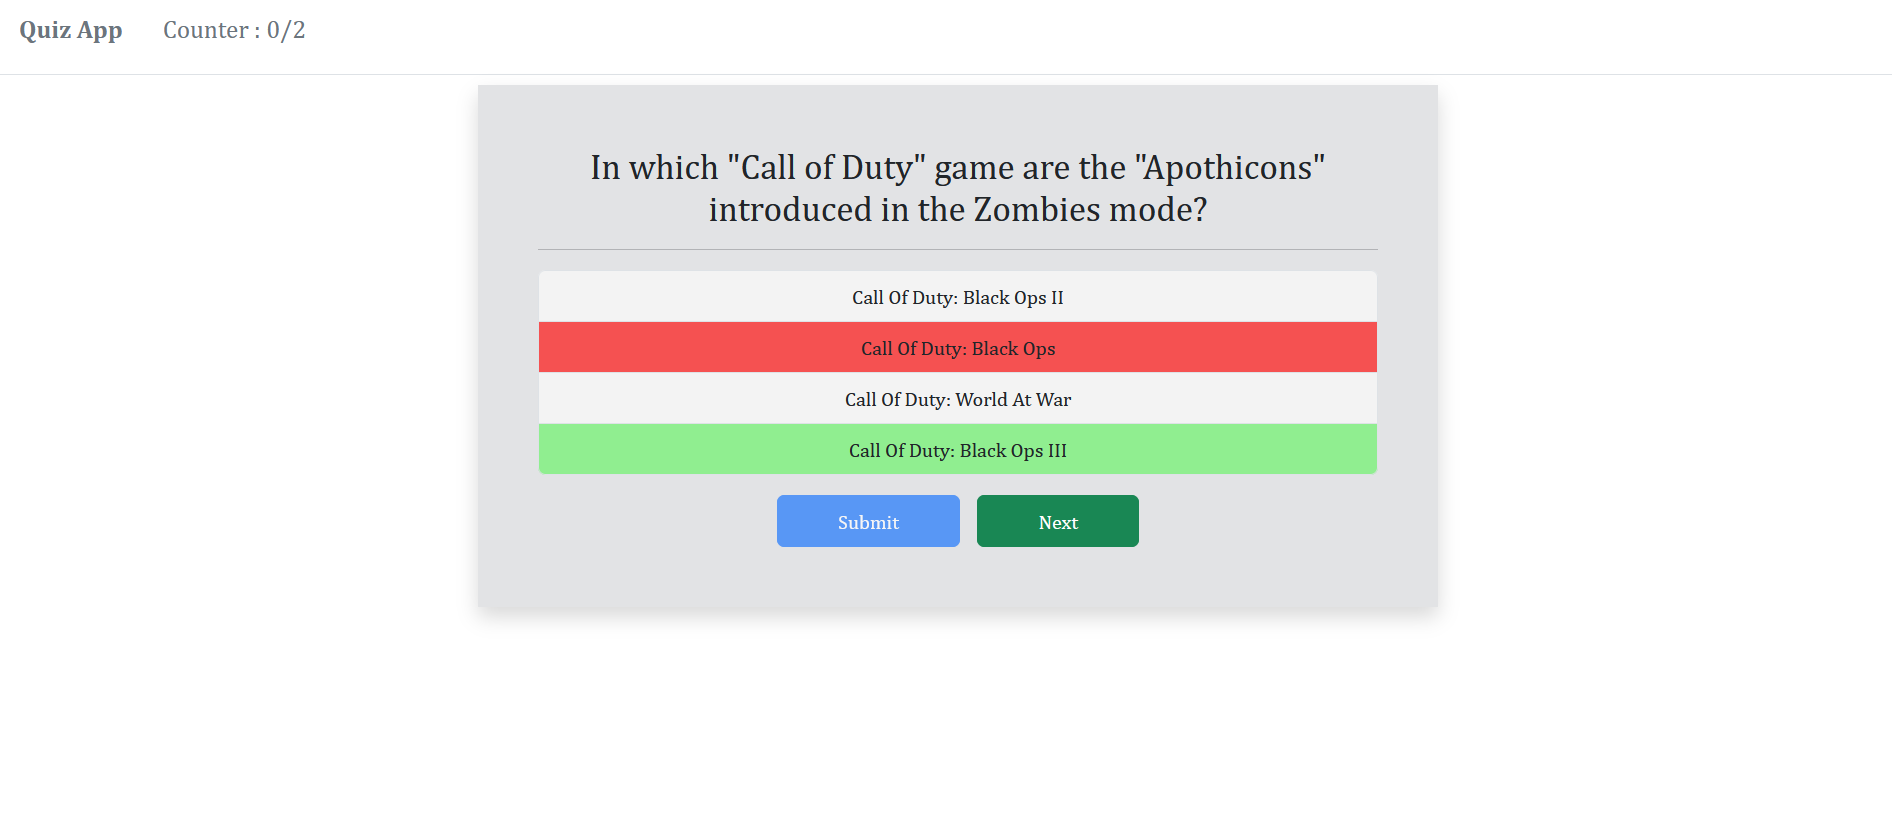 Quiz App Counter : 0/2
In which "Call of Duty" game are the "Apothicons"
introduced in the Zombies mode?
Call Of Duty: Black Ops II
Call Of Duty: Black Ops
Call Of Duty: World At War
Call Of Duty: Black Ops III
Submit Next